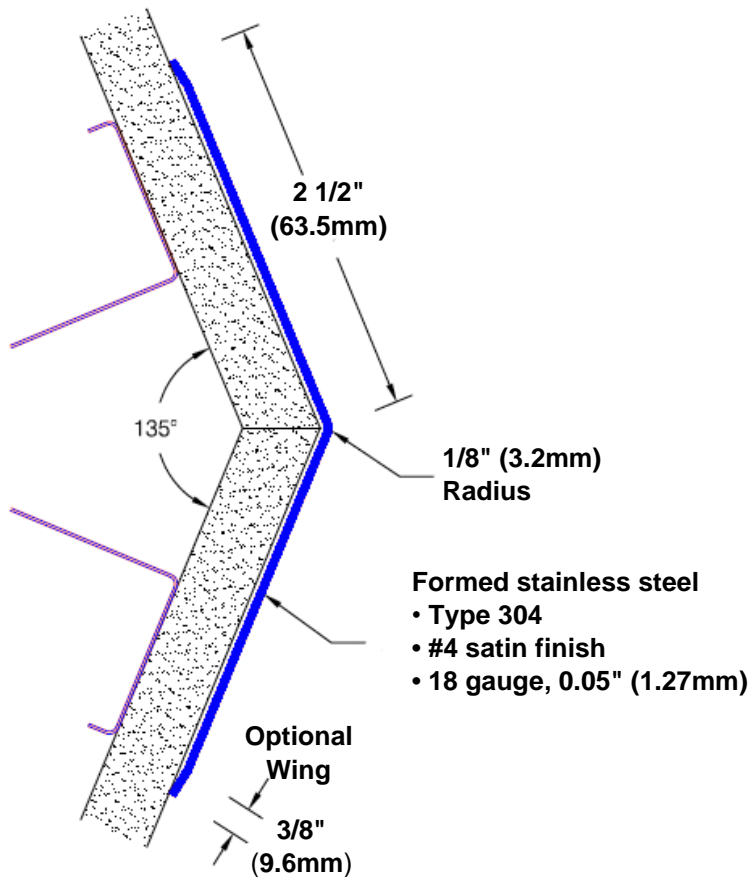 2 1/2"
(63.5mm)
135°
1/8" (3.2mm)
Radius
Formed stainless steel
• Type 304
• #4 satin finish
• 18 gauge, 0.05" (1.27mm)
Optional
Wing
3/8"
(9.6mm)